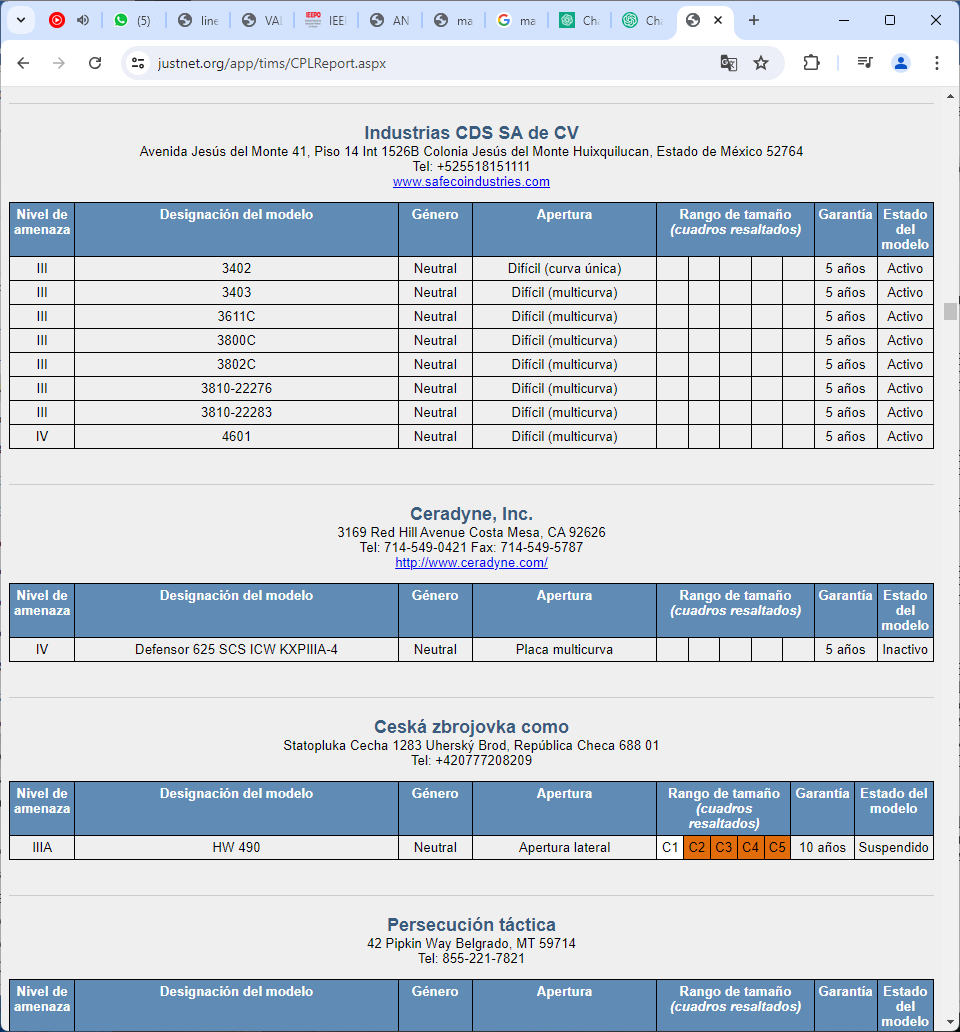 (5)
line
VAI
IEEPO
IEEI
AN
ma
ma
Cha
Cha
justnet.org/app/tims/CPLReport.aspx
Industrias CDS SA de CV
Avenida Jesús del Monte 41, Piso 14 Int 1526B Colonia Jesús del Monte Huixquilucan, Estado de México 52764
Tel: +525518151111
www.safecoindustries.com
Nivel de amenaza Designación del modelo Género Apertura Rango de tamaño (cuadros resaltados) Garantía Estado del modelo
III 3402 Neutral Difícil (curva única) 5 años Activo
III 3403 Neutral Difícil (multicurva) 5 años Activo
III 3611C Neutral Difícil (multicurva) 5 años Activo
III 3800C Neutral Difícil (multicurva) 5 años Activo
III 3802C Neutral Difícil (multicurva) 5 años Activo
III 3810-22276 Neutral Difícil (multicurva) 5 años Activo
III 3810-22283 Neutral Difícil (multicurva) 5 años Activo
IV 4601 Neutral Difícil (multicurva) 5 años Activo
Ceradyne, Inc.
3169 Red Hill Avenue Costa Mesa, CA 92626
Tel: 714-549-0421 Fax: 714-549-5787
http://www.ceradyne.com/
Nivel de amenaza Designación del modelo Género Apertura Rango de tamaño (cuadros resaltados) Garantía Estado del modelo
IV Defensor 625 SCS ICW KXPIIIA-4 Neutral Placa multicurva 5 años Inactivo
Ceská zbrojovka como
Statopluka Cecha 1283 Uherský Brod, República Checa 688 01
Tel: +420777208209
Nivel de amenaza Designación del modelo Género Apertura Rango de tamaño (cuadros resaltados) Garantía Estado del modelo
IIIA HW 490 Neutral Apertura lateral C1 C2 C3 C4 C5 10 años Suspendido
Persecución táctica
42 Pipkin Way Belgrado, MT 59714
Tel: 855-221-7821
Nivel de amenaza Designación del modelo Género Apertura Rango de tamaño (cuadros resaltados) Garantía Estado del modelo